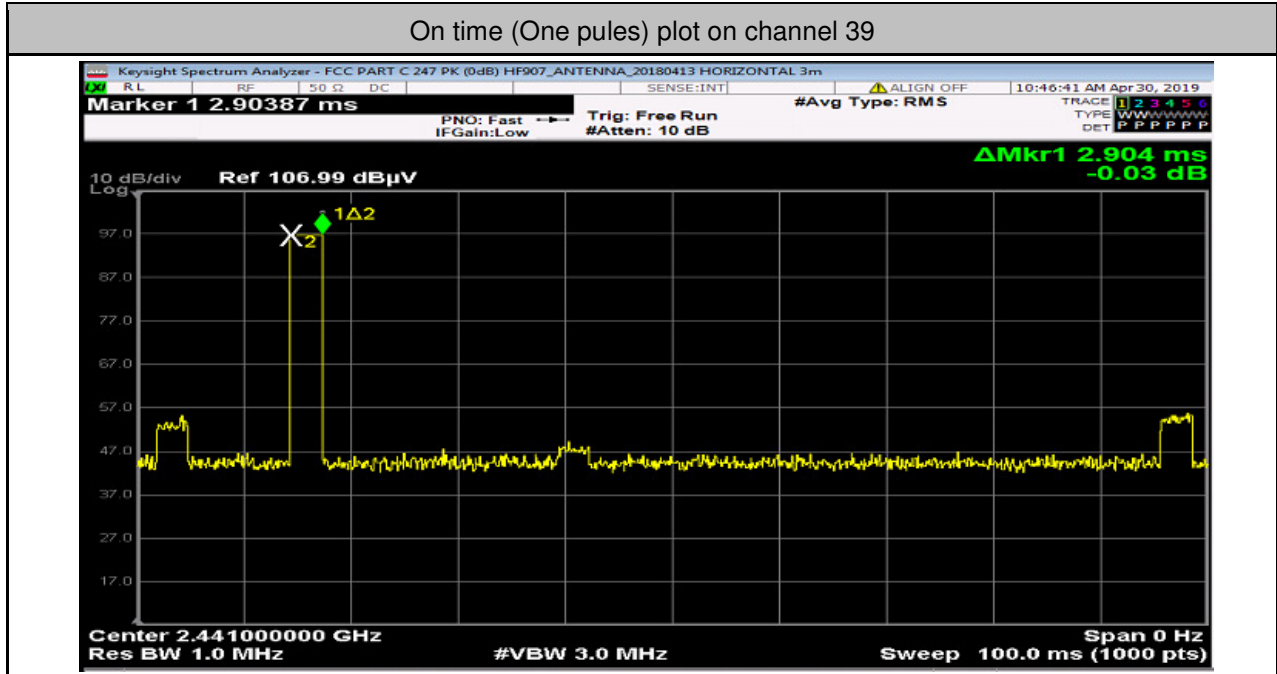 On time (One pules) plot on channel 39
Keysight Spectrum Analyzer - FCC PART C 247 PK (0dB) HF907_ANTENNA_20180413 HORIZONTAL 3m
LXI RL RF 50 Ω DC SENSE:INT ALIGN OFF 10:46:41 AM Apr 30, 2019
Marker 1 2.90387 ms #Avg Type: RMS TRACE 1 2 3 4 5 6
PNO: Fast Trig: Free Run TYPE WWWWWW
IFGain:Low #Atten: 10 dB DET P P P P P P
ΔMkr1 2.904 ms
10 dB/div Ref 106.99 dBµV -0.03 dB
Log
1Δ2
97.0
X2
87.0
77.0
67.0
57.0
47.0
37.0
27.0
17.0
Center 2.441000000 GHz Span 0 Hz
Res BW 1.0 MHz #VBW 3.0 MHz Sweep 100.0 ms (1000 pts)